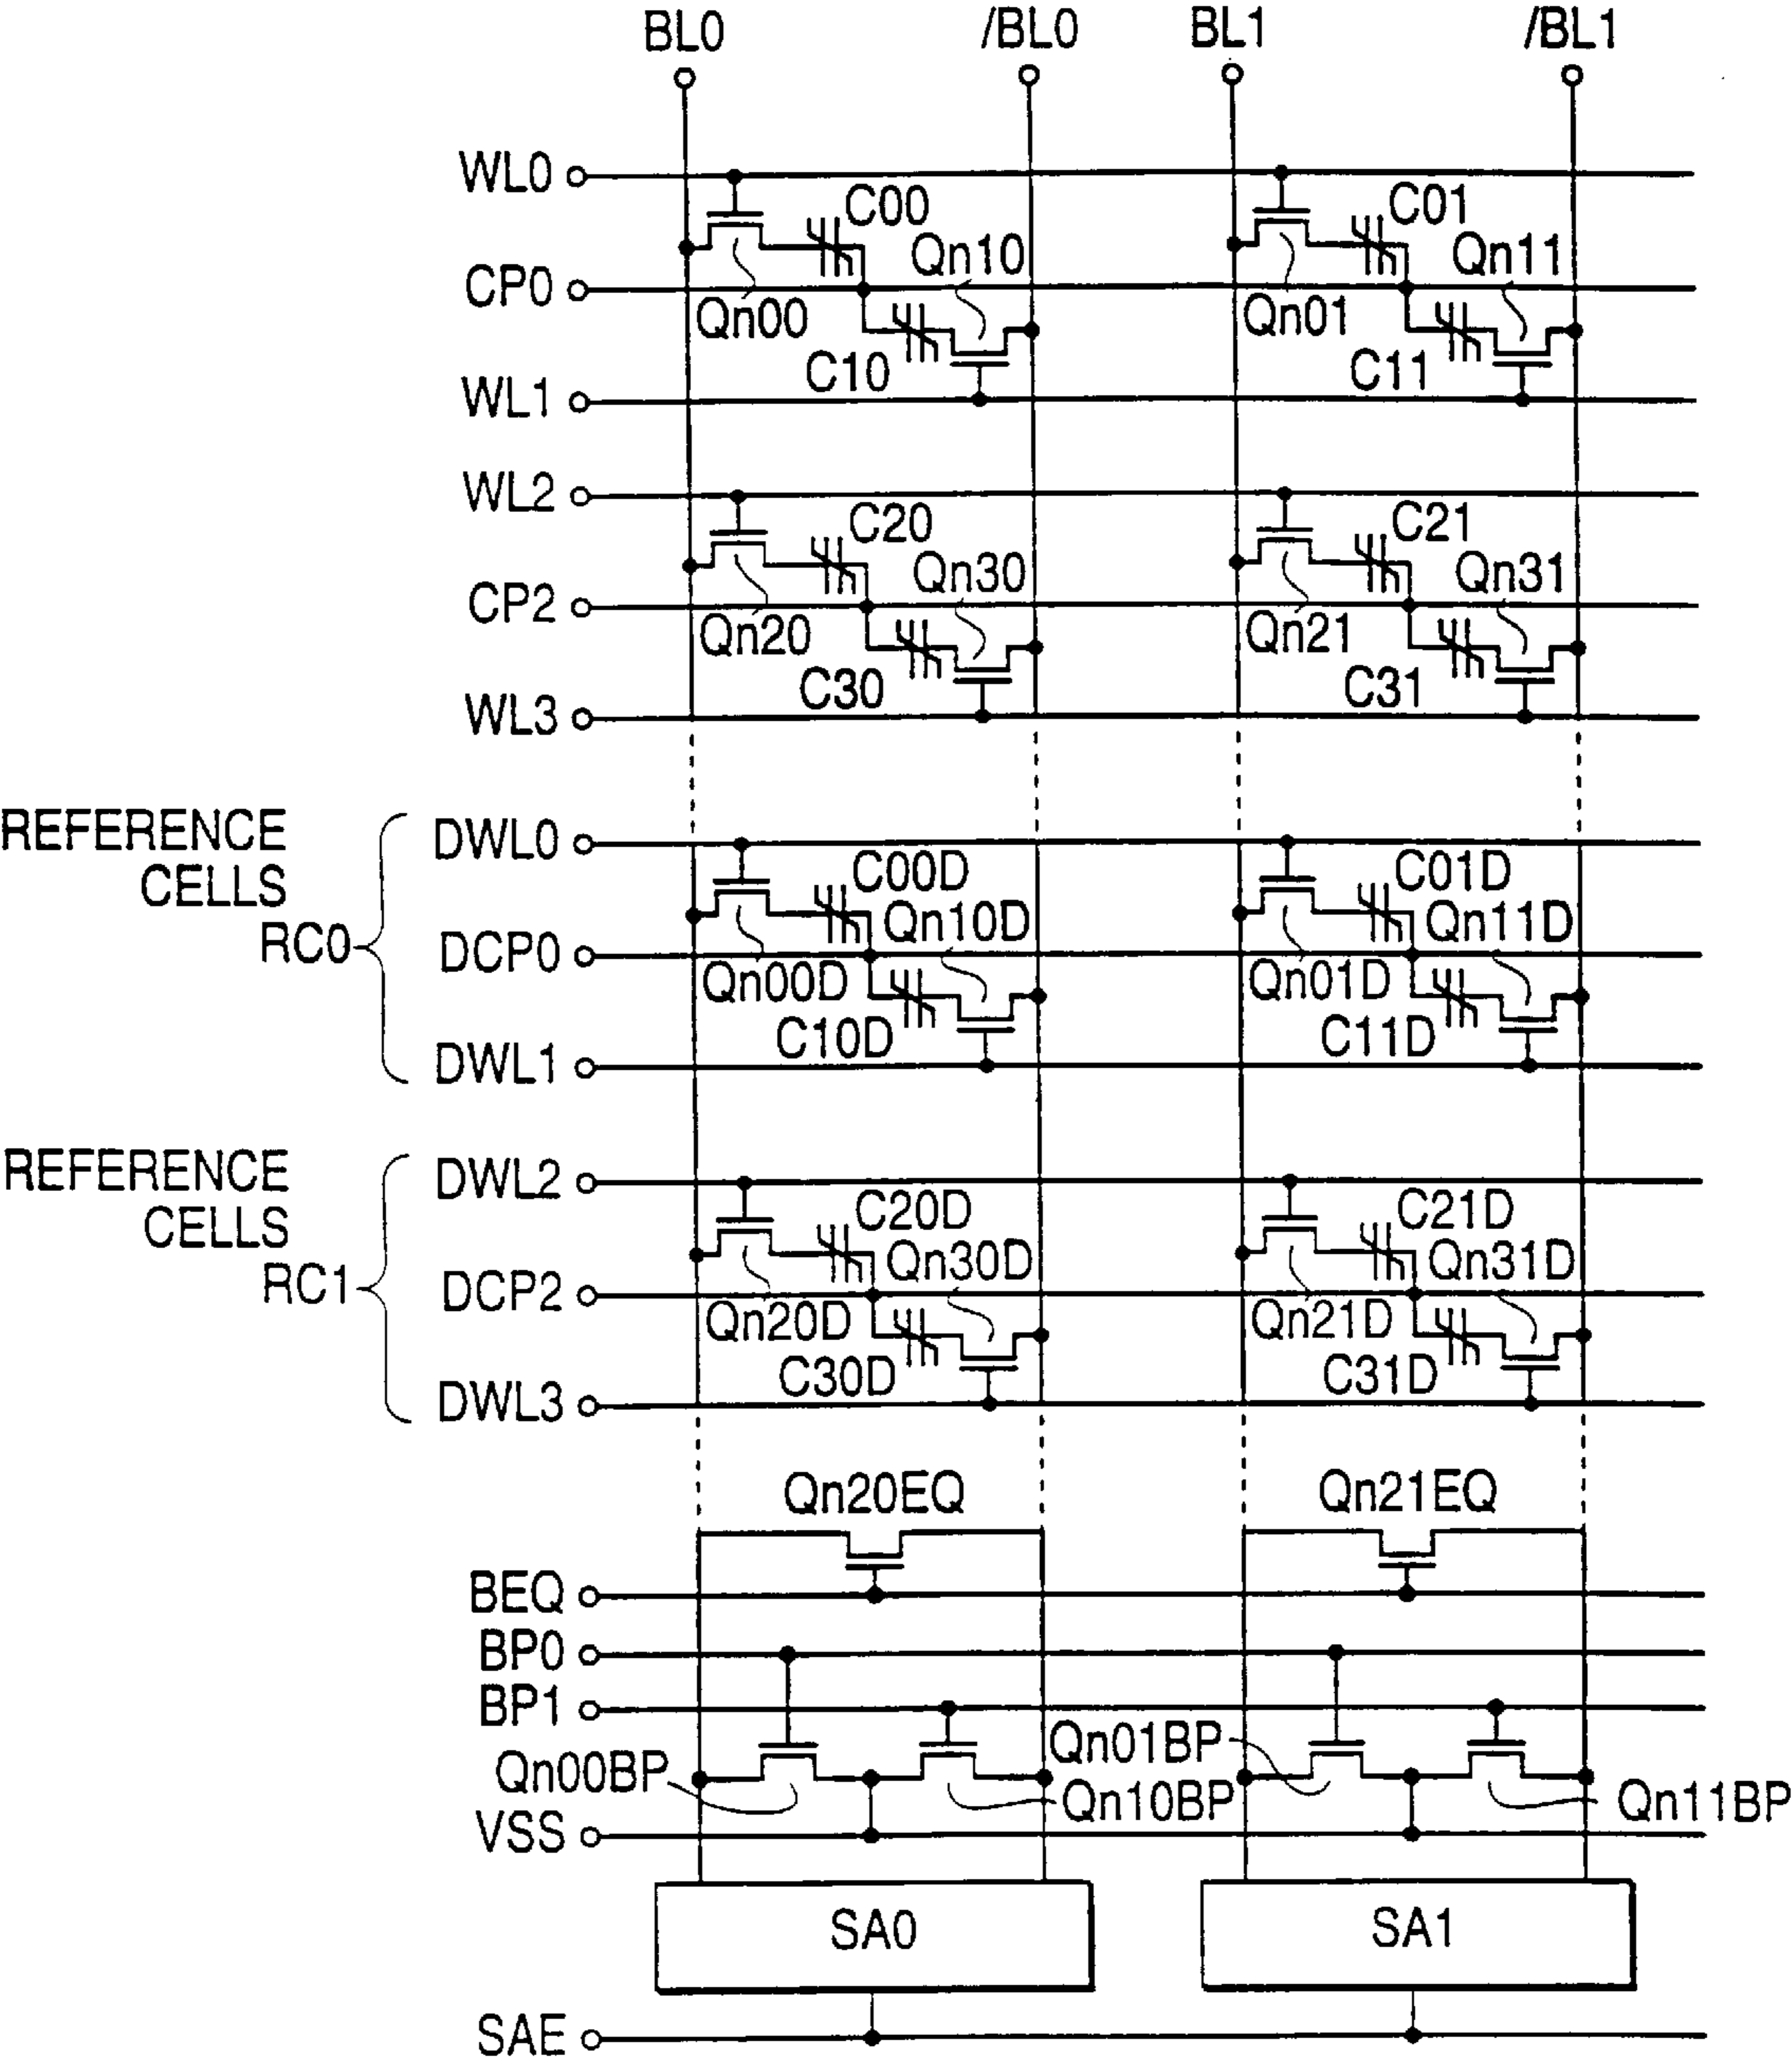 BL0 /BL0 BL1 /BL1
WL0
C00 C01
Qn10 Qn11
CP0
Qn00 Qn01
C10 C11
WL1
WL2
C20 C21
Qn30 Qn31
CP2
Qn20 Qn21
C30 C31
WL3
REFERENCE
CELLS
RC0
DWL0
C00D C01D
Qn10D Qn11D
DCP0
Qn00D Qn01D
C10D C11D
DWL1
REFERENCE
CELLS
RC1
DWL2
C20D C21D
Qn30D Qn31D
DCP2
Qn20D Qn21D
C30D C31D
DWL3
Qn20EQ Qn21EQ
BEQ
BP0
BP1
Qn01BP
Qn00BP
Qn10BP Qn11BP
VSS
SA0 SA1
SAE